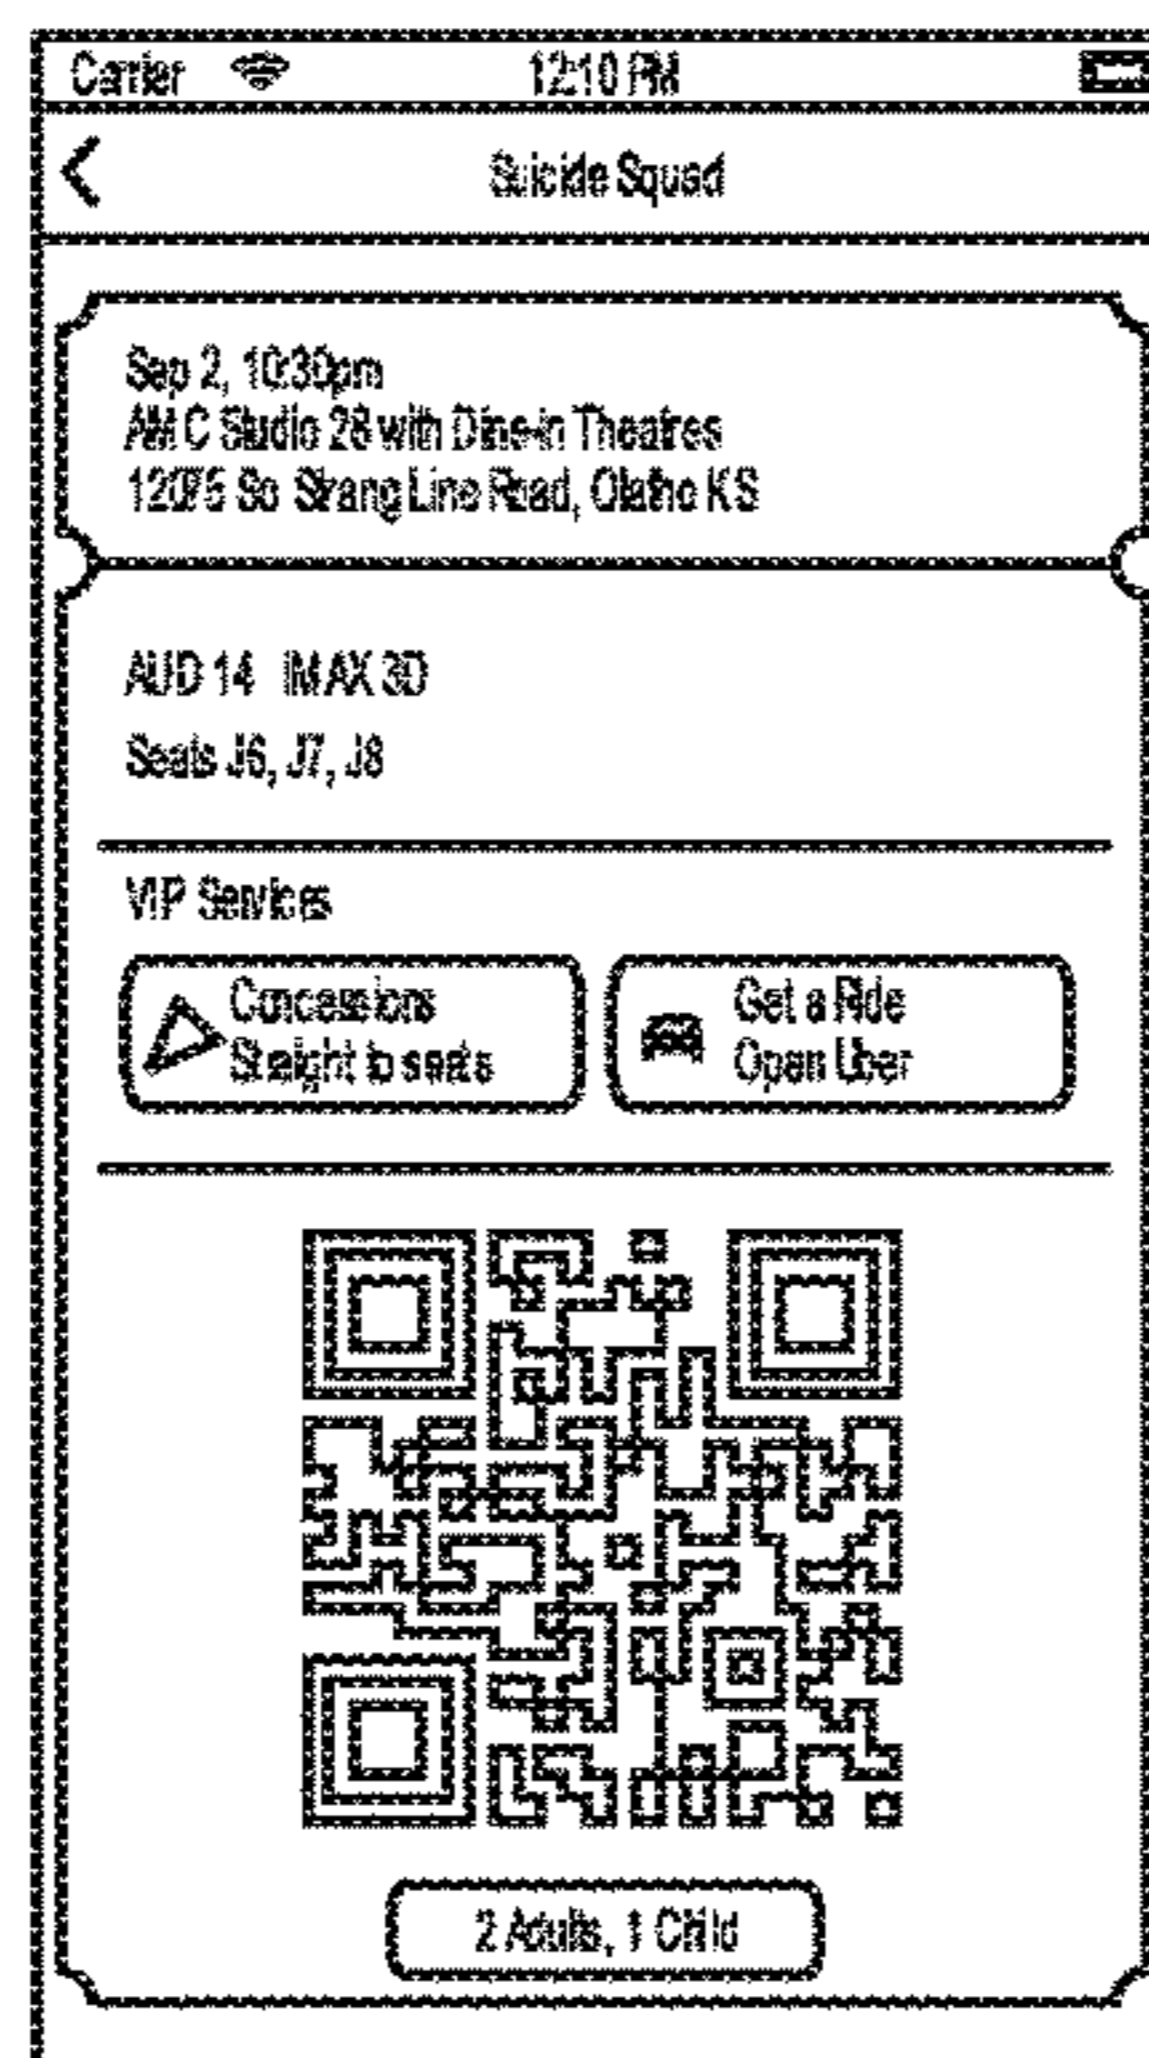 Carrier 12:10 PM
Suicide Squad
Sep 2, 10:30pm
AMC Studio 28 with Dine-in Theatres
12075 So Strang Line Road, Olathe KS
AUD 14 IMAX 3D
Seats J6, J7, J8
VIP Services
Concessions
Straight to seats
Get a Ride
Open Uber
2 Adults, 1 Child